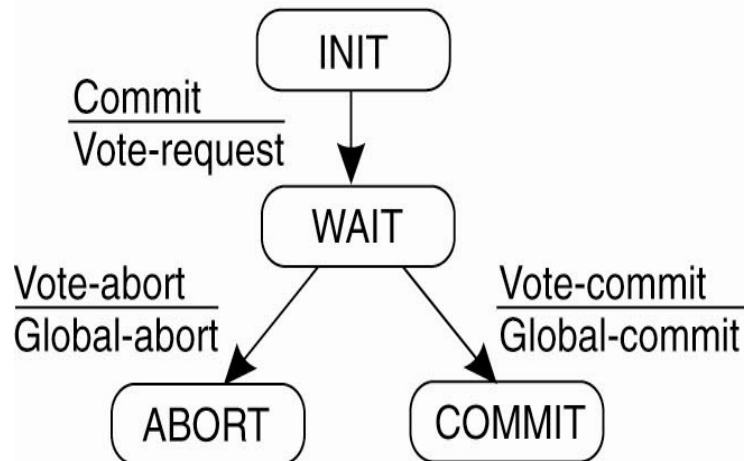 INIT
Commit
Vote-request
WAIT
Vote-abort
Global-abort
Vote-commit
Global-commit
ABORT
COMMIT